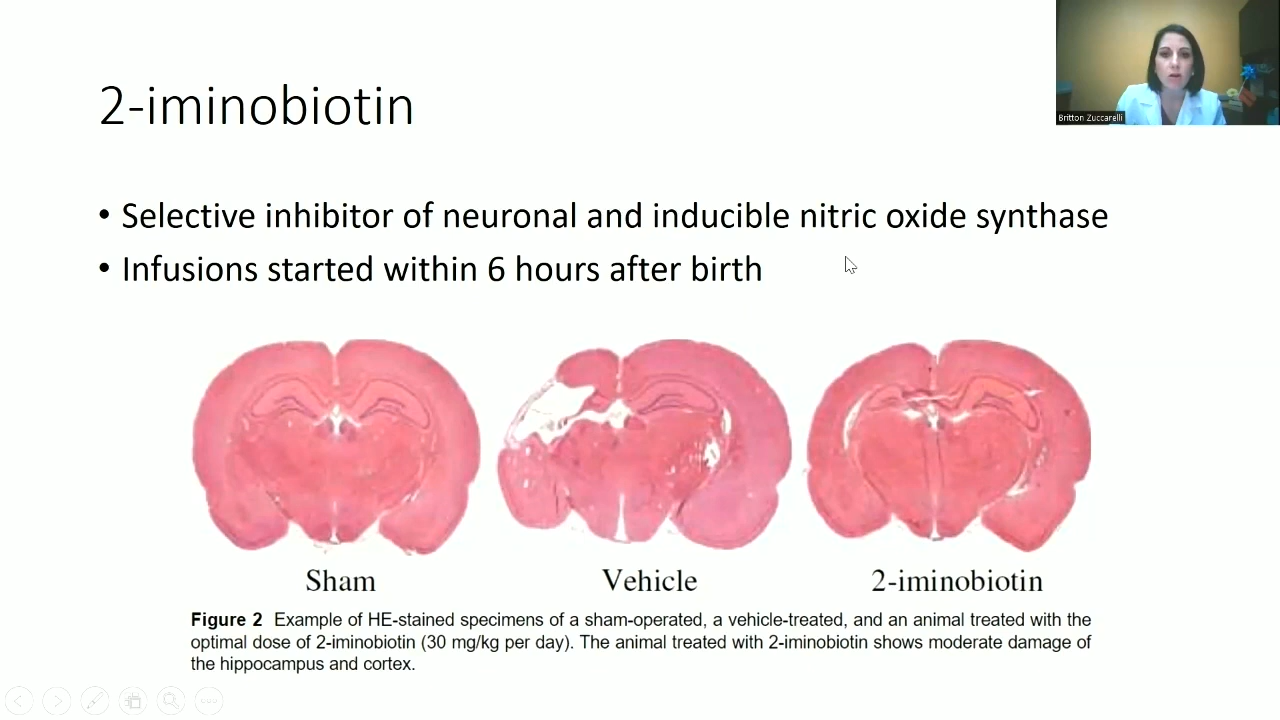 2-iminobiotin
Britton Zuccarelli
• Selective inhibitor of neuronal and inducible nitric oxide synthase
• Infusions started within 6 hours after birth
Sham
Vehicle
2-iminobiotin
Figure 2 Example of HE-stained specimens of a sham-operated, a vehicle-treated, and an animal treated with the
optimal dose of 2-iminobiotin (30 mg/kg per day). The animal treated with 2-iminobiotin shows moderate damage of
the hippocampus and cortex.